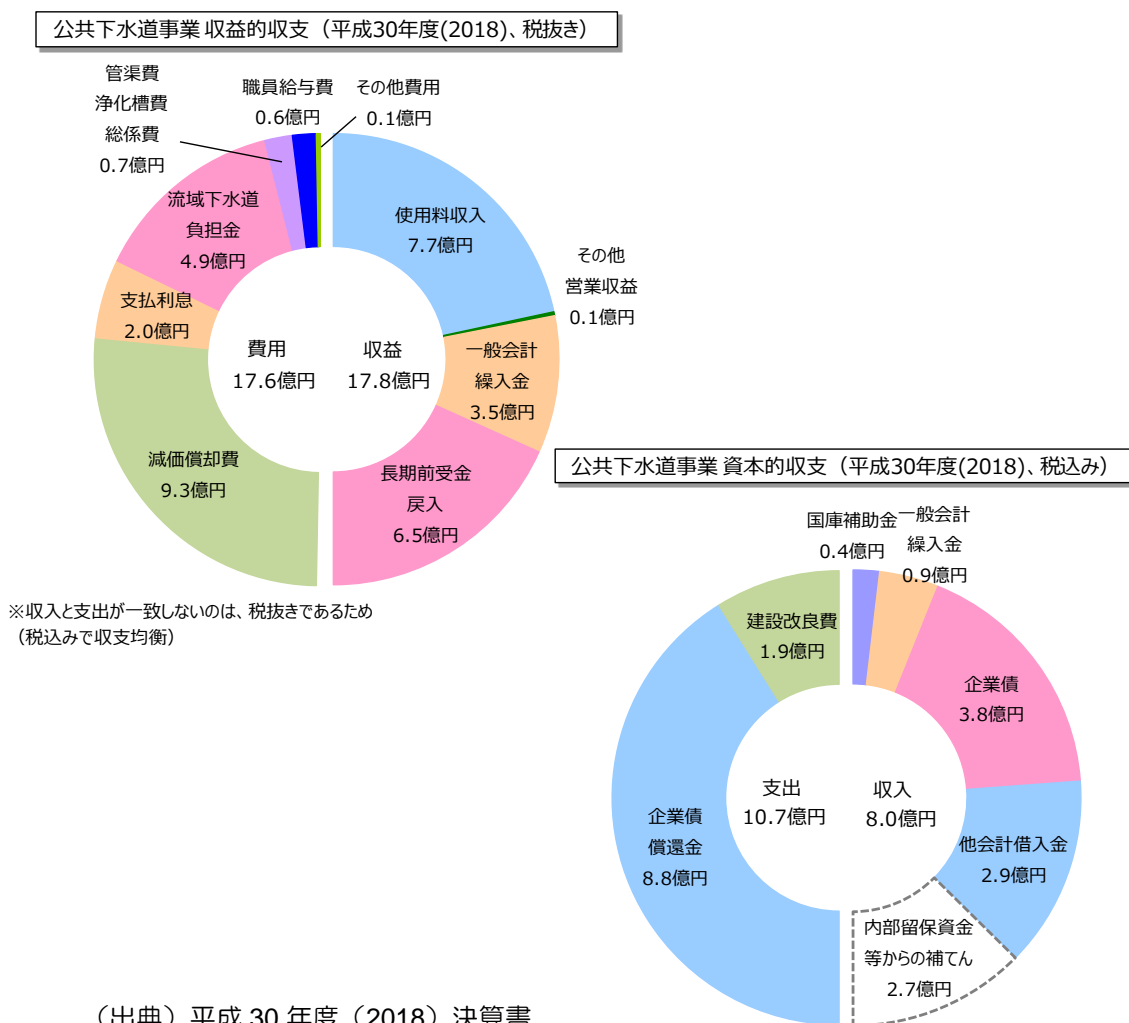 公共下水道事業 収益的収支（平成30年度(2018)、税抜き）
管渠費
浄化槽費
総係費
0.7億円
職員給与費
0.6億円
その他費用
0.1億円
流域下水道
負担金
4.9億円
使用料収入
7.7億円
その他
営業収益
0.1億円
支払利息
2.0億円
費用
17.6億円
収益
17.8億円
一般会計
繰入金
3.5億円
減価償却費
9.3億円
長期前受金
戻入
6.5億円
※収入と支出が一致しないのは、税抜きであるため
（税込みで収支均衡）
公共下水道事業 資本的収支（平成30年度(2018)、税込み）
国庫補助金
0.4億円
一般会計
繰入金
0.9億円
建設改良費
1.9億円
企業債
3.8億円
支出
10.7億円
収入
8.0億円
企業債
償還金
8.8億円
他会計借入金
2.9億円
内部留保資金
等からの補てん
2.7億円
（出典）平成 30 年度（2018）決算書